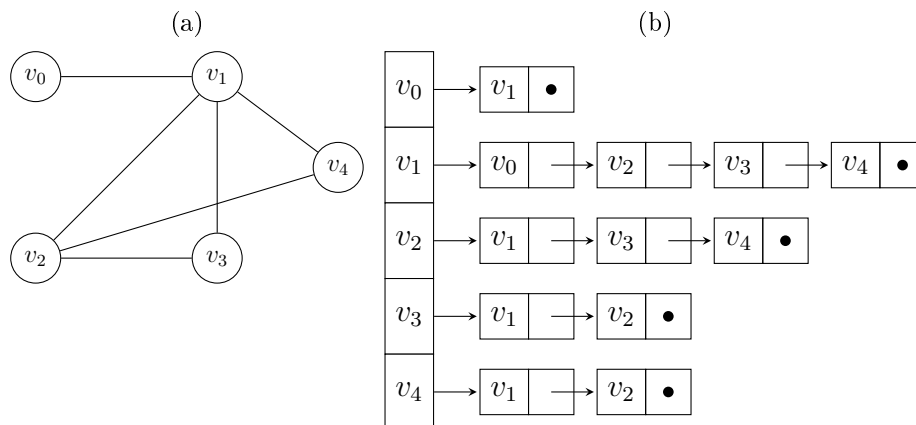 (a) (b)
v₀ v₁ v₄ v₂ v₃
v₀ v₁
v₁ v₀ v₂ v₃ v₄
v₂ v₁ v₃ v₄
v₃ v₁ v₂
v₄ v₁ v₂